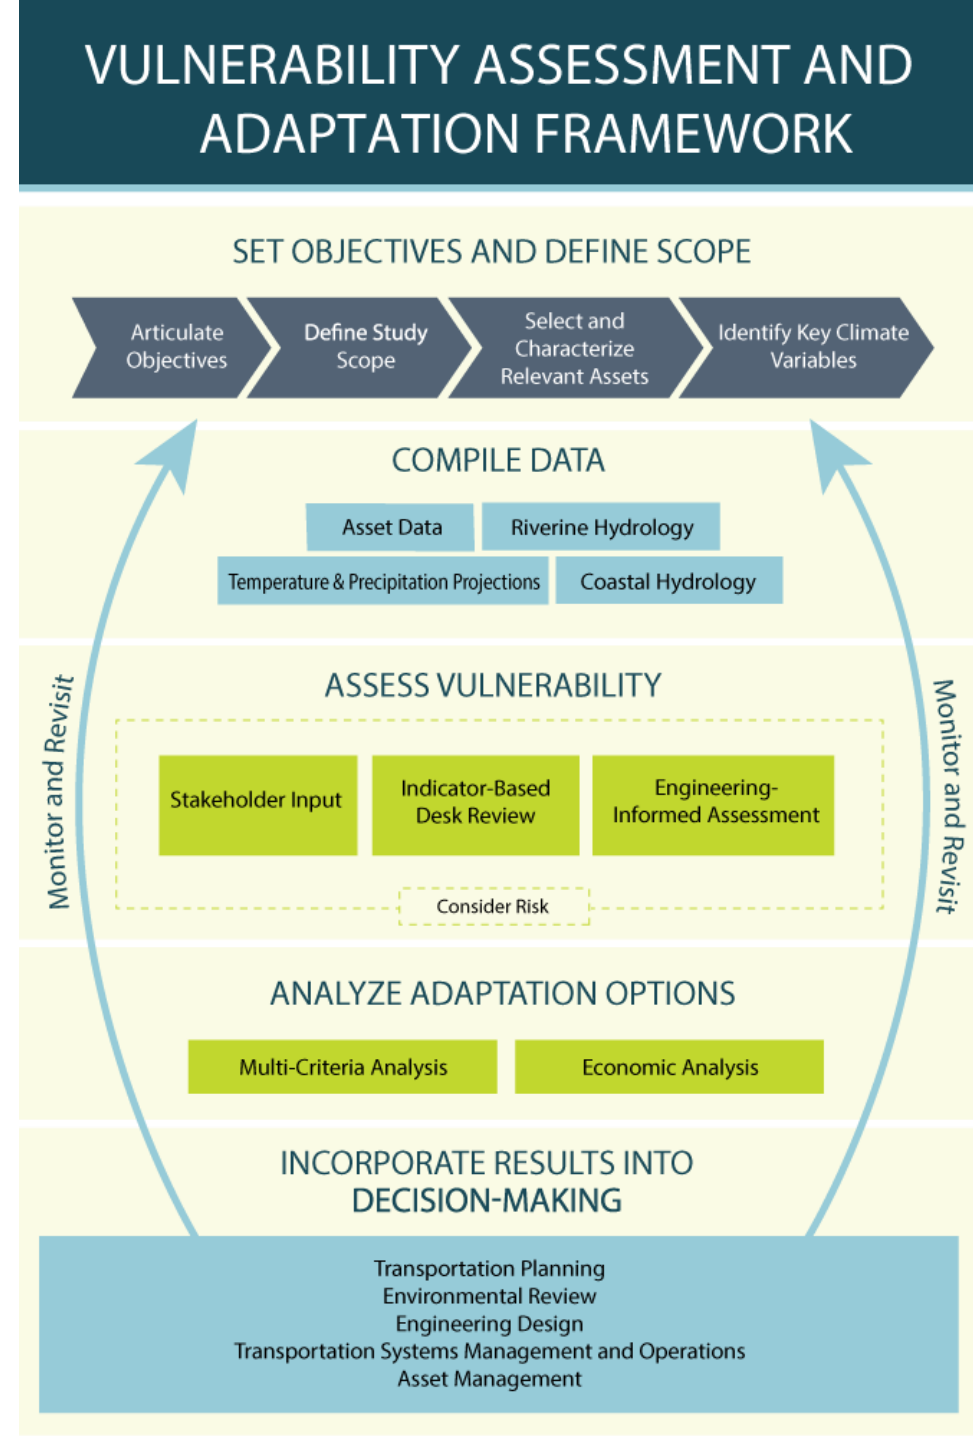 VULNERABILITY ASSESSMENT AND
ADAPTATION FRAMEWORK
SET OBJECTIVES AND DEFINE SCOPE
Articulate
Objectives
Define Study
Scope
Select and
Characterize
Relevant Assets
Identify Key Climate
Variables
COMPILE DATA
Asset Data
Riverine Hydrology
Temperature & Precipitation Projections
Coastal Hydrology
Monitor and Revisit
ASSESS VULNERABILITY
Stakeholder Input
Indicator-Based
Desk Review
Engineering-
Informed Assessment
Consider Risk
Monitor and Revisit
ANALYZE ADAPTATION OPTIONS
Multi-Criteria Analysis
Economic Analysis
INCORPORATE RESULTS INTO
DECISION-MAKING
Transportation Planning
Environmental Review
Engineering Design
Transportation Systems Management and Operations
Asset Management